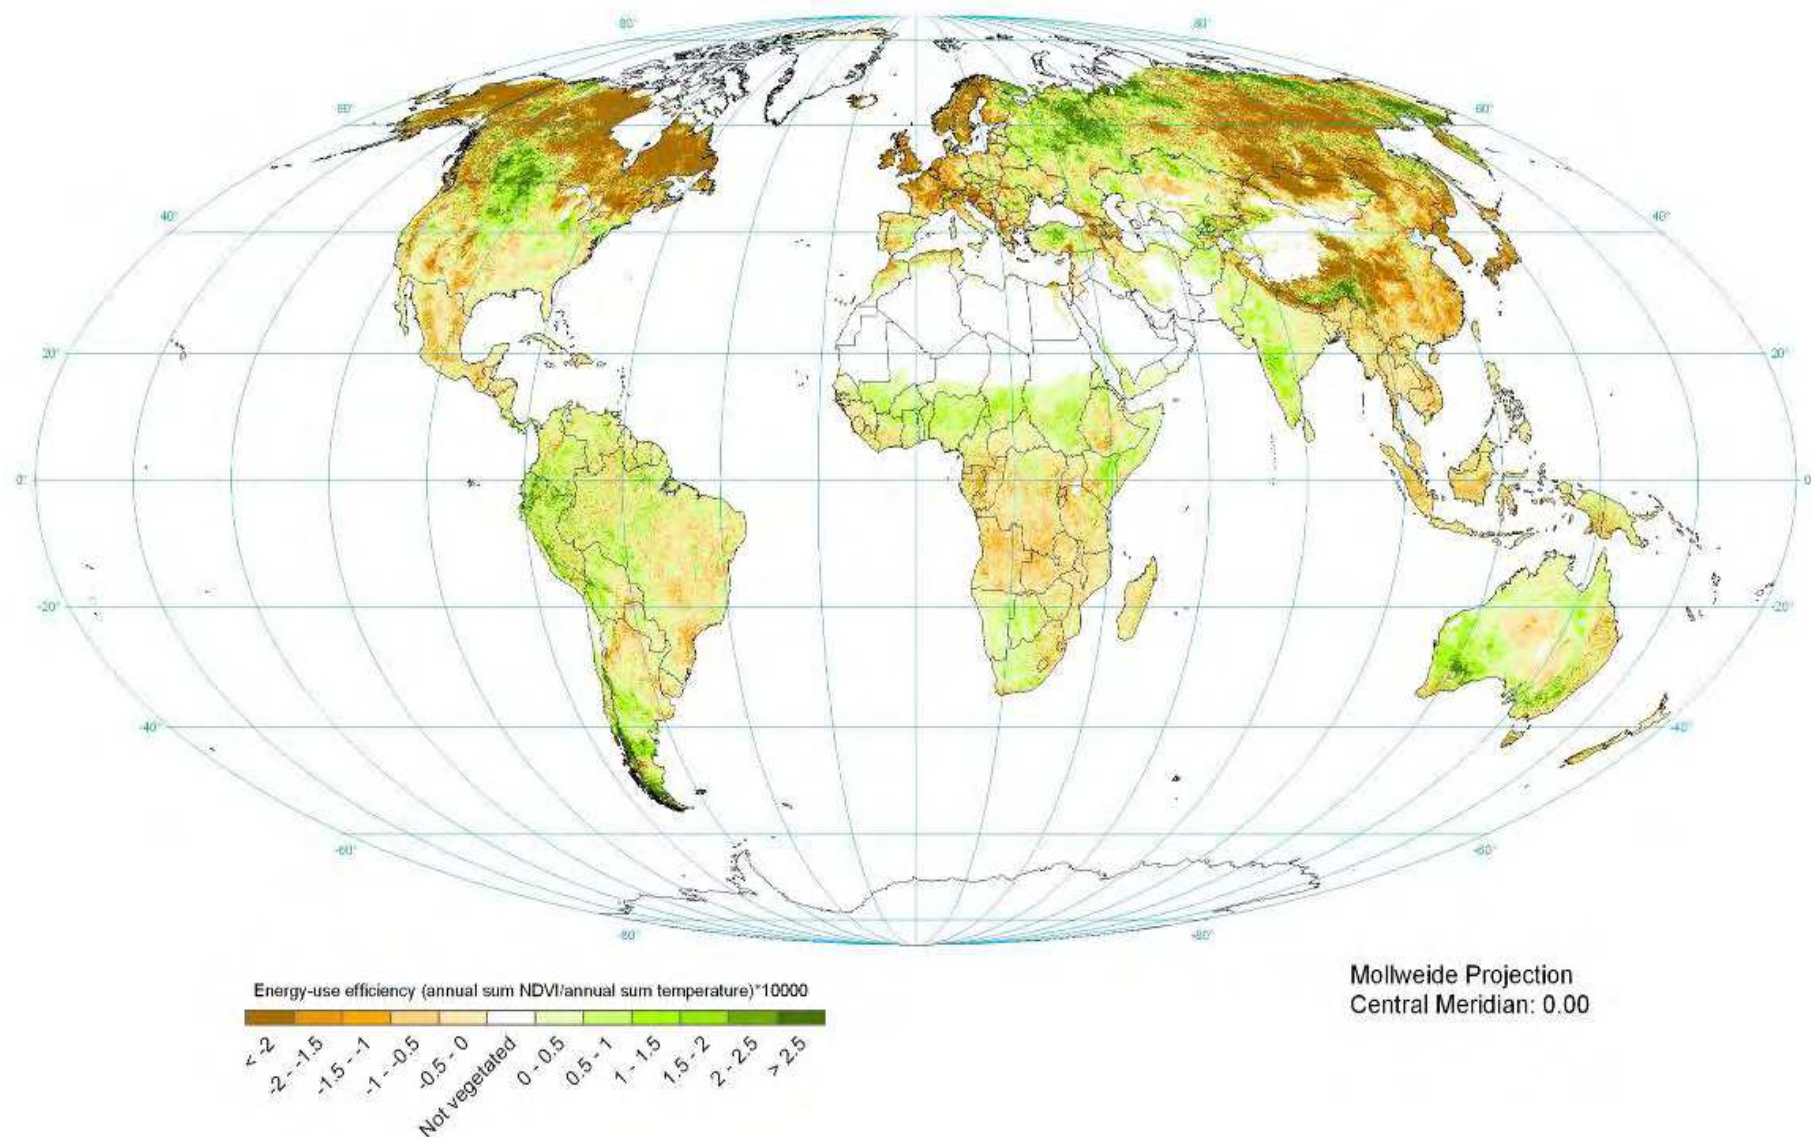 80° 80°
60° 60°
40° 40°
20° 20°
0° 0
-20° -20°
-40° -40°
-60° -60°
-80° -80°
Energy-use efficiency (annual sum NDVI/annual sum temperature)*10000
< -2
-2 - -1.5
-1.5 - -1
-1 - -0.5
-0.5 - 0
Not vegetated
0 - 0.5
0.5 - 1
1 - 1.5
1.5 - 2
2 - 2.5
> 2.5
Mollweide Projection
Central Meridian: 0.00